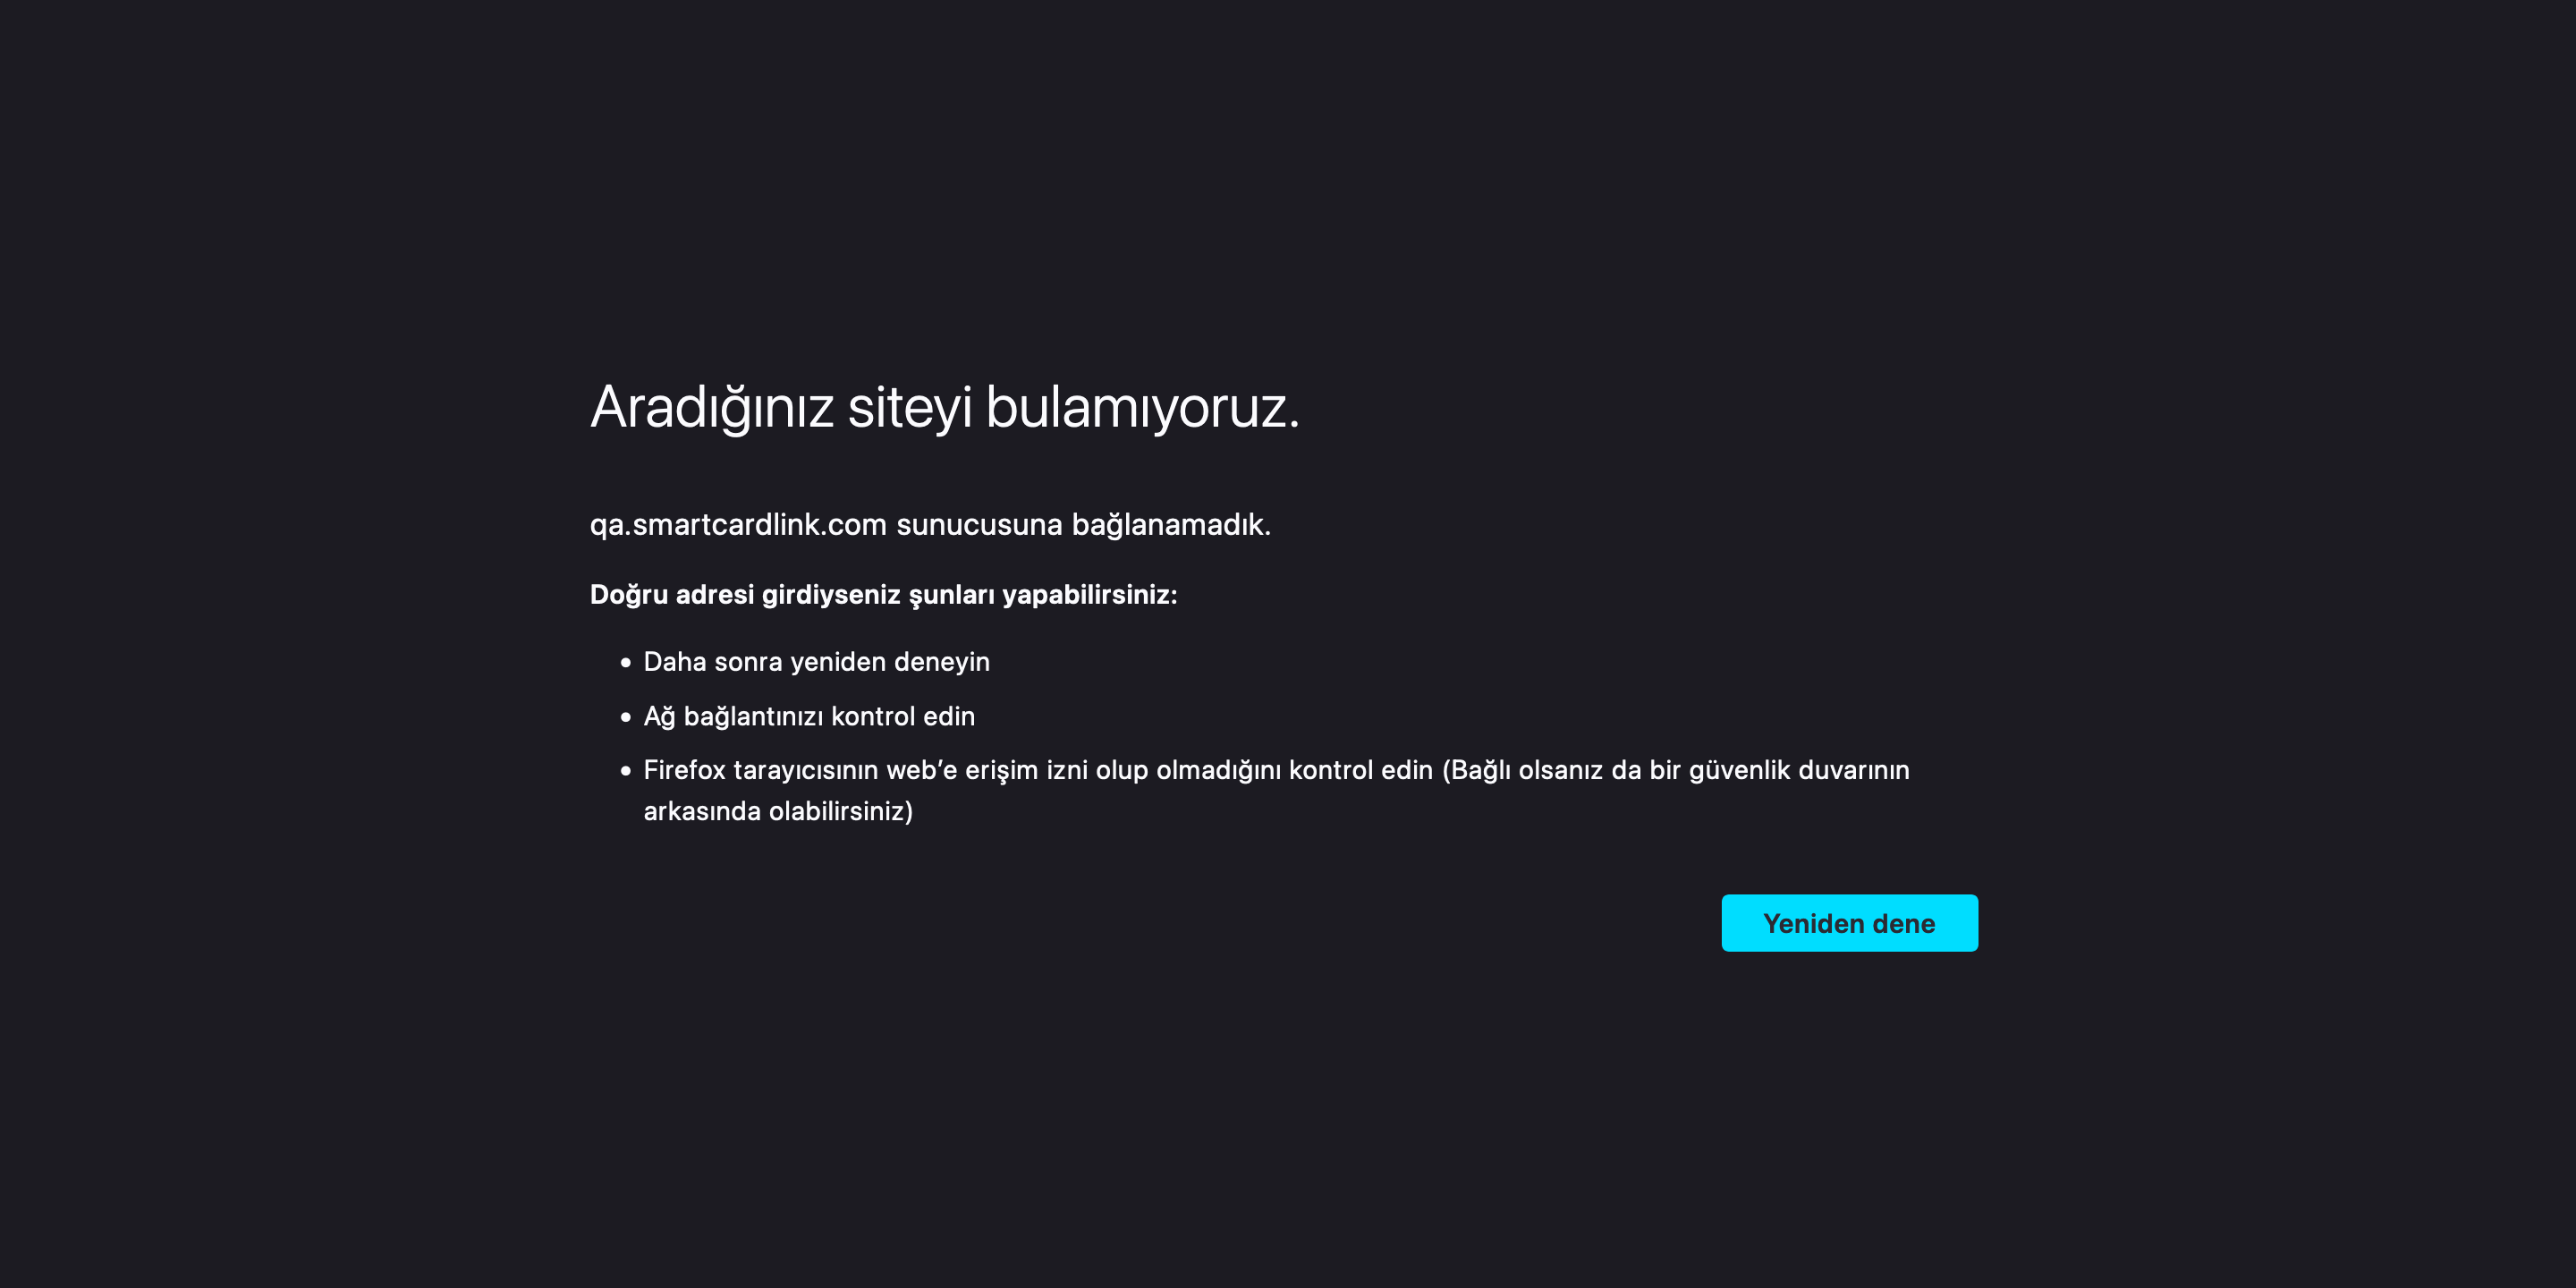 Aradığınız siteyi bulamıyoruz.
qa.smartcardlink.com sunucusuna bağlanamadık.
Doğru adresi girdiyseniz şunları yapabilirsiniz:
• Daha sonra yeniden deneyin
• Ağ bağlantınızı kontrol edin
• Firefox tarayıcısının web’e erişim izni olup olmadığını kontrol edin (Bağlı olsanız da bir güvenlik duvarının
arkasında olabilirsiniz)
Yeniden dene